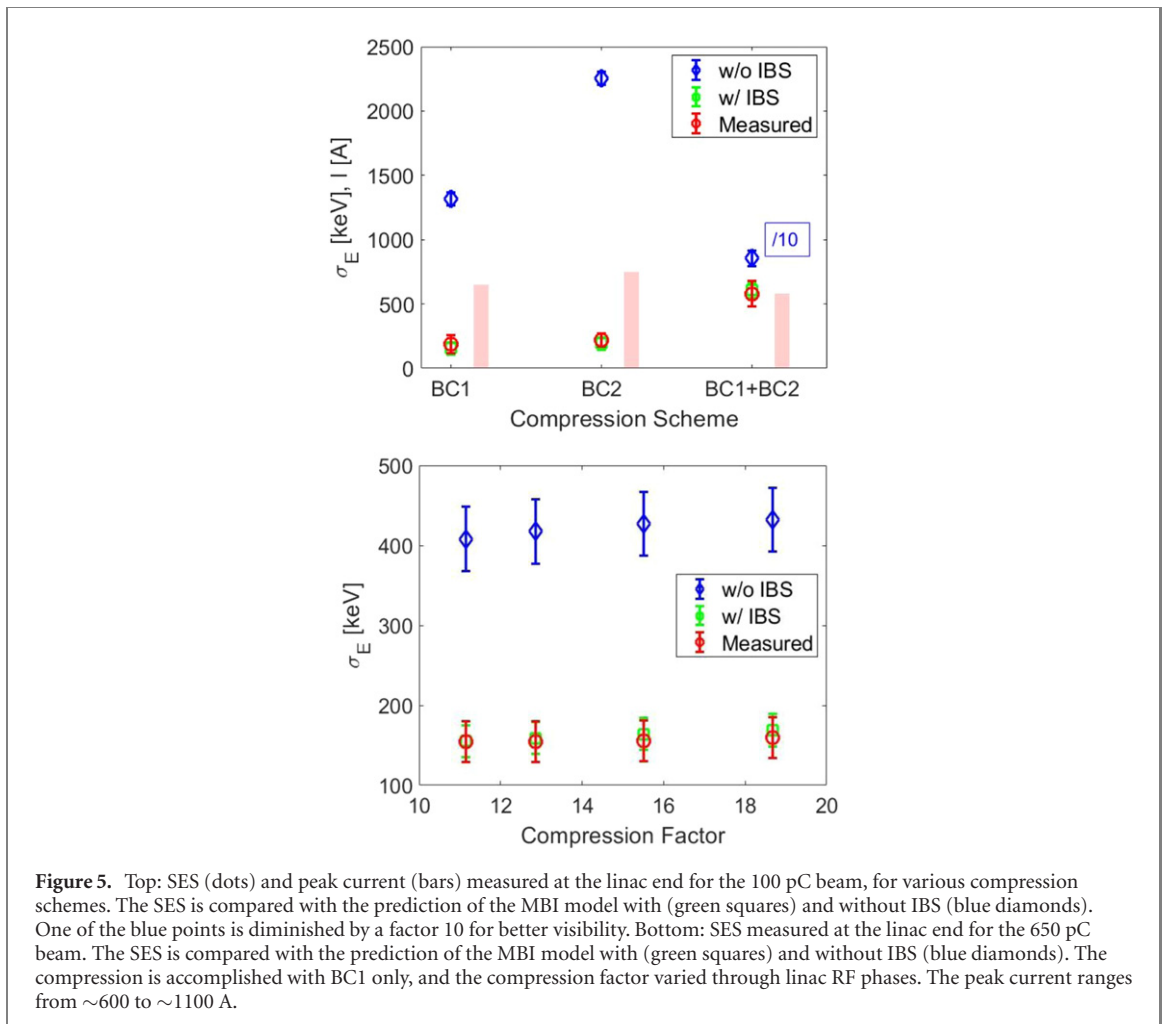 2500
2000
1500
1000
500
0
σE [keV], I [A]
w/o IBS
w/ IBS
Measured
/10
BC1 BC2 BC1+BC2
Compression Scheme
500
400
300
200
100
σE [keV]
w/o IBS
w/ IBS
Measured
10 12 14 16 18 20
Compression Factor
Figure 5. Top: SES (dots) and peak current (bars) measured at the linac end for the 100 pC beam, for various compression
schemes. The SES is compared with the prediction of the MBI model with (green squares) and without IBS (blue diamonds).
One of the blue points is diminished by a factor 10 for better visibility. Bottom: SES measured at the linac end for the 650 pC
beam. The SES is compared with the prediction of the MBI model with (green squares) and without IBS (blue diamonds). The
compression is accomplished with BC1 only, and the compression factor varied through linac RF phases. The peak current ranges
from ∼600 to ∼1100 A.